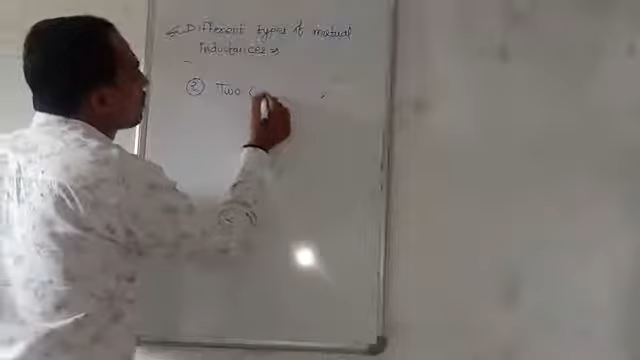 Different types of mutual
inductances
② Two